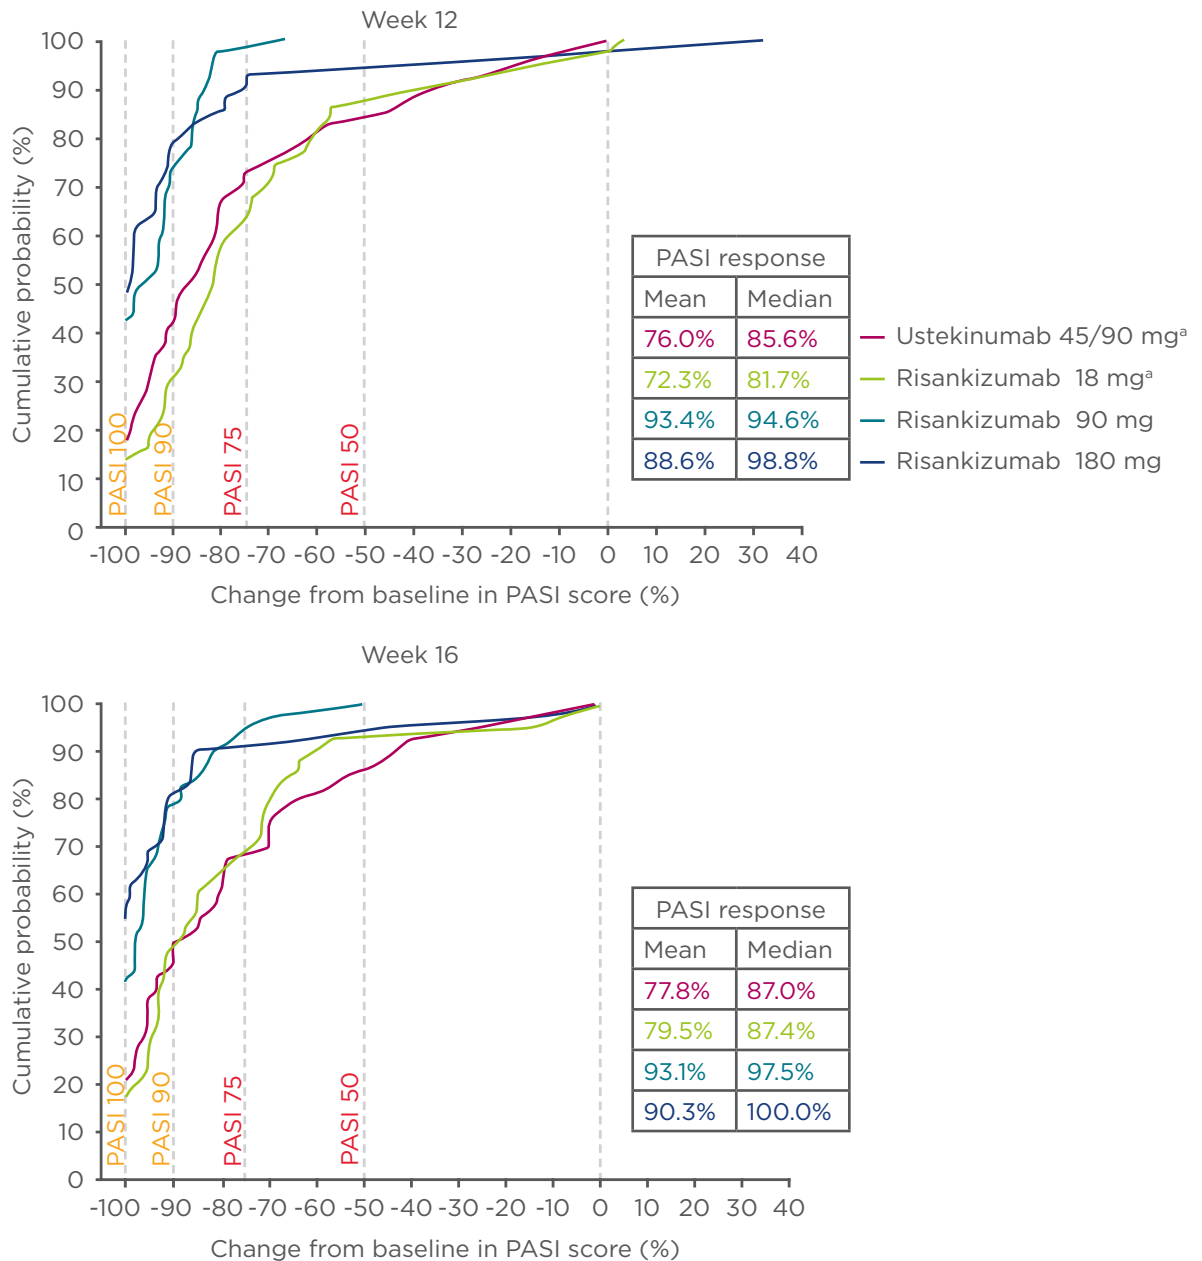 Week 12
Cumulative probability (%)
100
90
80
70
60
50
40
30
20
10
0
PASI 100
PASI 90
PASI 75
PASI 50
-100 -90 -80 -70 -60 -50 -40 -30 -20 -10 0 10 20 30 40
Change from baseline in PASI score (%)
PASI response
Mean Median
76.0% 85.6%
72.3% 81.7%
93.4% 94.6%
88.6% 98.8%
Ustekinumab 45/90 mgᵃ
Risankizumab 18 mgᵃ
Risankizumab 90 mg
Risankizumab 180 mg
Week 16
Cumulative probability (%)
100
90
80
70
60
50
40
30
20
10
0
PASI 100
PASI 90
PASI 75
PASI 50
-100 -90 -80 -70 -60 -50 -40 -30 -20 -10 0 10 20 30 40
Change from baseline in PASI score (%)
PASI response
Mean Median
77.8% 87.0%
79.5% 87.4%
93.1% 97.5%
90.3% 100.0%